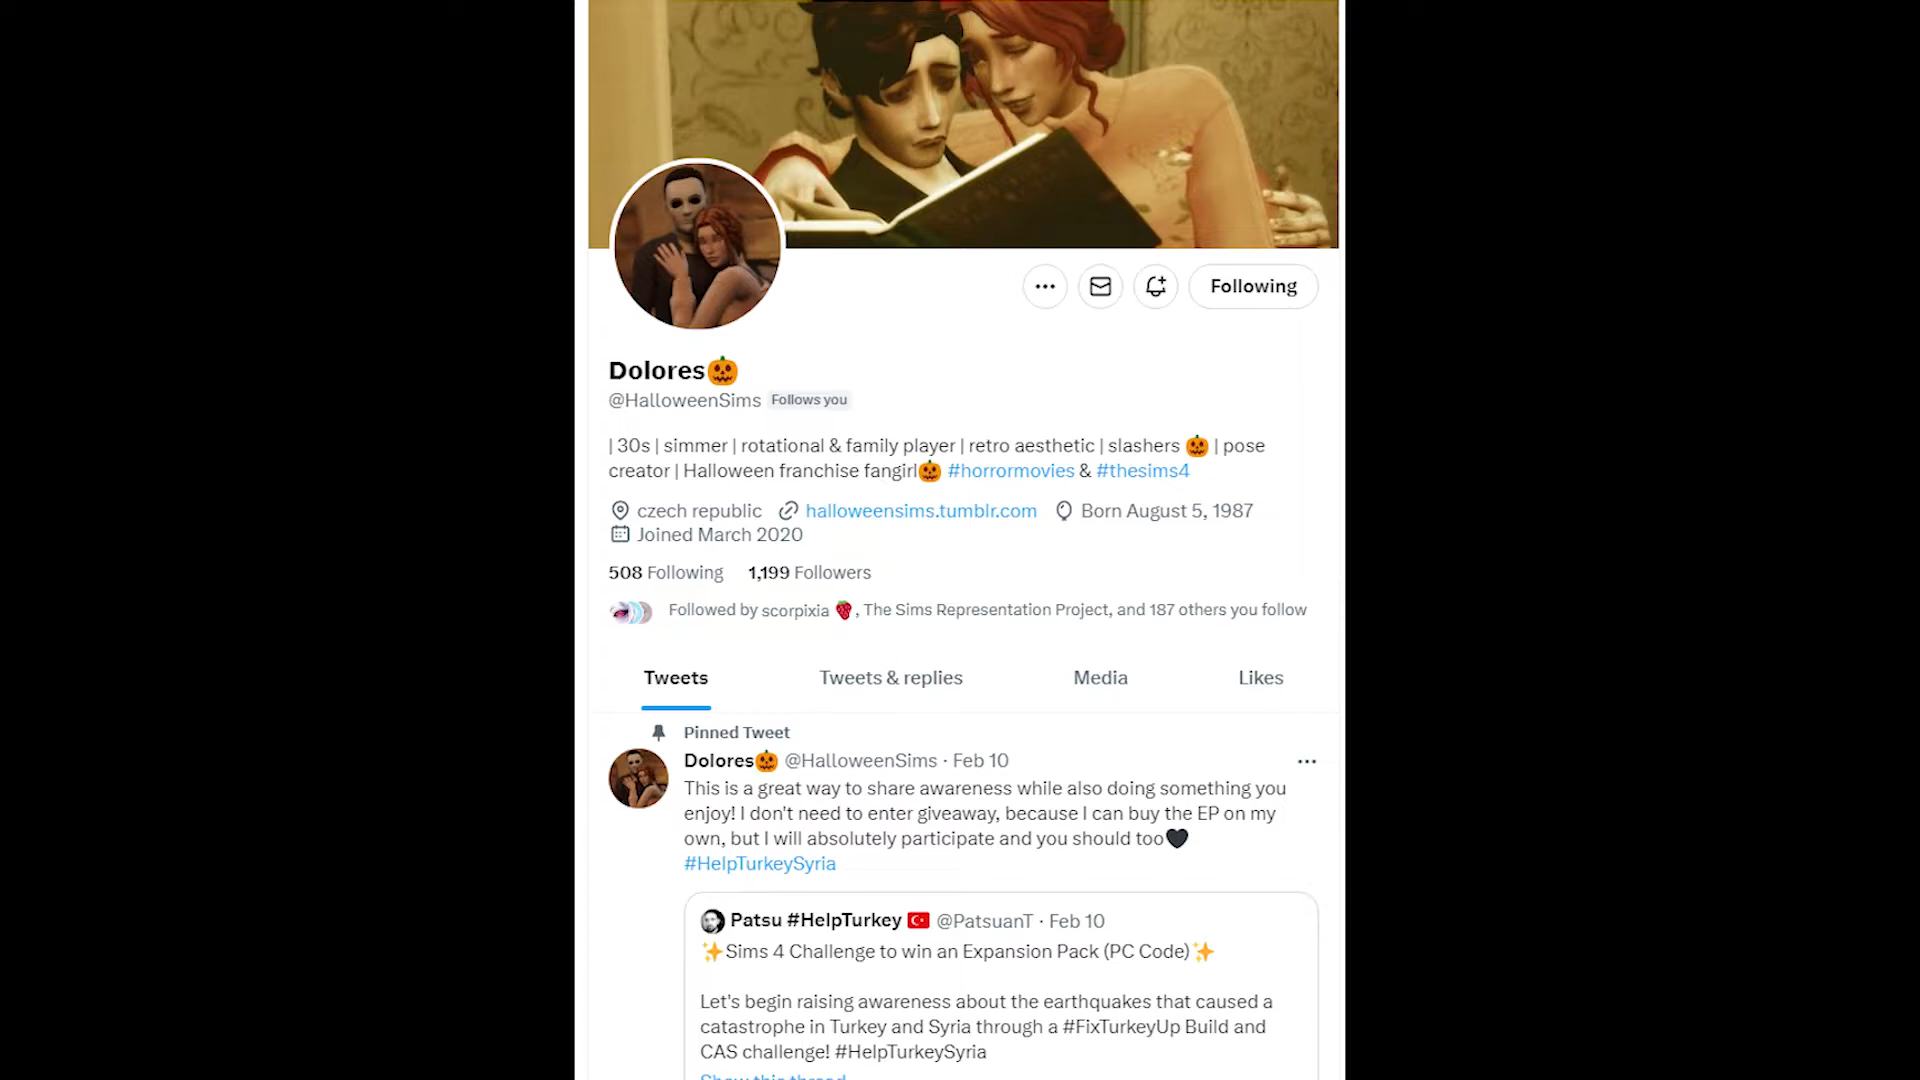 Following
Dolores🎃
@HalloweenSims Follows you
| 30s | simmer | rotational & family player | retro aesthetic | slashers 🎃 | pose
creator | Halloween franchise fangirl🎃 #horrormovies & #thesims4
czech republic halloweensims.tumblr.com Born August 5, 1987
Joined March 2020
508 Following 1,199 Followers
Followed by scorpixia 🍓, The Sims Representation Project, and 187 others you follow
Tweets Tweets & replies Media Likes
Pinned Tweet
Dolores🎃 @HalloweenSims · Feb 10
This is a great way to share awareness while also doing something you
enjoy! I don't need to enter giveaway, because I can buy the EP on my
own, but I will absolutely participate and you should too🖤
#HelpTurkeySyria
Patsu #HelpTurkey 🇹🇷 @PatsuanT · Feb 10
✨Sims 4 Challenge to win an Expansion Pack (PC Code)✨
Let's begin raising awareness about the earthquakes that caused a
catastrophe in Turkey and Syria through a #FixTurkeyUp Build and
CAS challenge! #HelpTurkeySyria
Show this thread